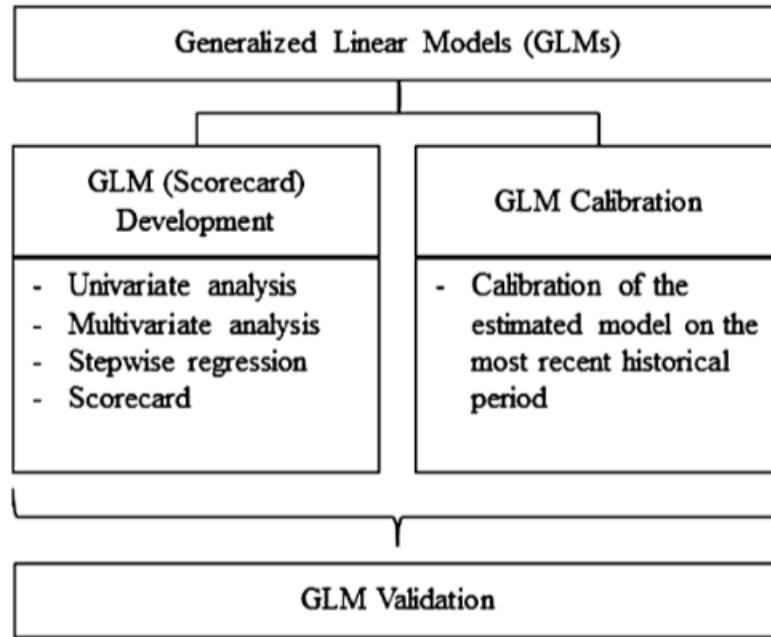 Generalized Linear Models (GLMs)
GLM (Scorecard)
Development
- Univariate analysis
- Multivariate analysis
- Stepwise regression
- Scorecard
GLM Calibration
- Calibration of the
estimated model on the
most recent historical
period
GLM Validation